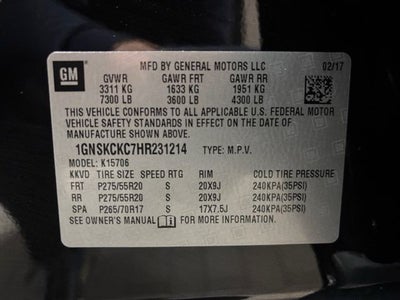 GM
MFD BY GENERAL MOTORS LLC 02/17
GVWR GAWR FRT GAWR RR
3311 KG 1633 KG 1951 KG
7300 LB 3600 LB 4300 LB
THIS VEHICLE CONFORMS TO ALL APPLICABLE U.S. FEDERAL MOTOR
VEHICLE SAFETY STANDARDS IN EFFECT ON THE DATE OF
MANUFACTURE SHOWN ABOVE.
1GNSKCKC7HR231214 TYPE: M.P.V.
MODEL: K15706
KKVD TIRE SIZE SPEED RTG RIM COLD TIRE PRESSURE
FRT P275/55R20 S 20X9J 240KPA(35PSI)
RR P275/55R20 S 20X9J 240KPA(35PSI)
SPA P265/70R17 S 17X7.5J 240KPA(35PSI)
SEE OWNER'S MANUAL FOR MORE INFORMATION.